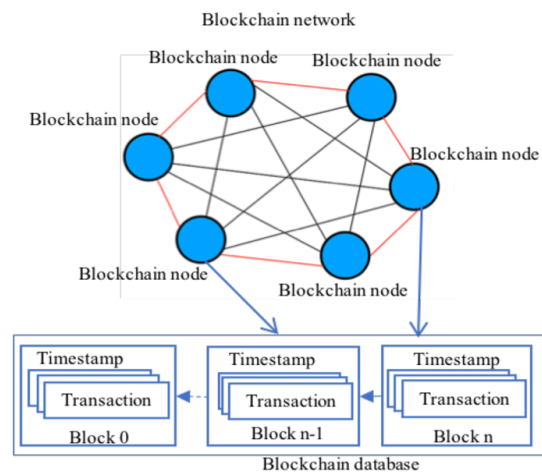 Blockchain network
Blockchain node
Blockchain node
Blockchain node
Blockchain node
Blockchain node
Blockchain node
Timestamp
Transaction
Block 0
Timestamp
Transaction
Block n-1
Timestamp
Transaction
Block n
Blockchain database